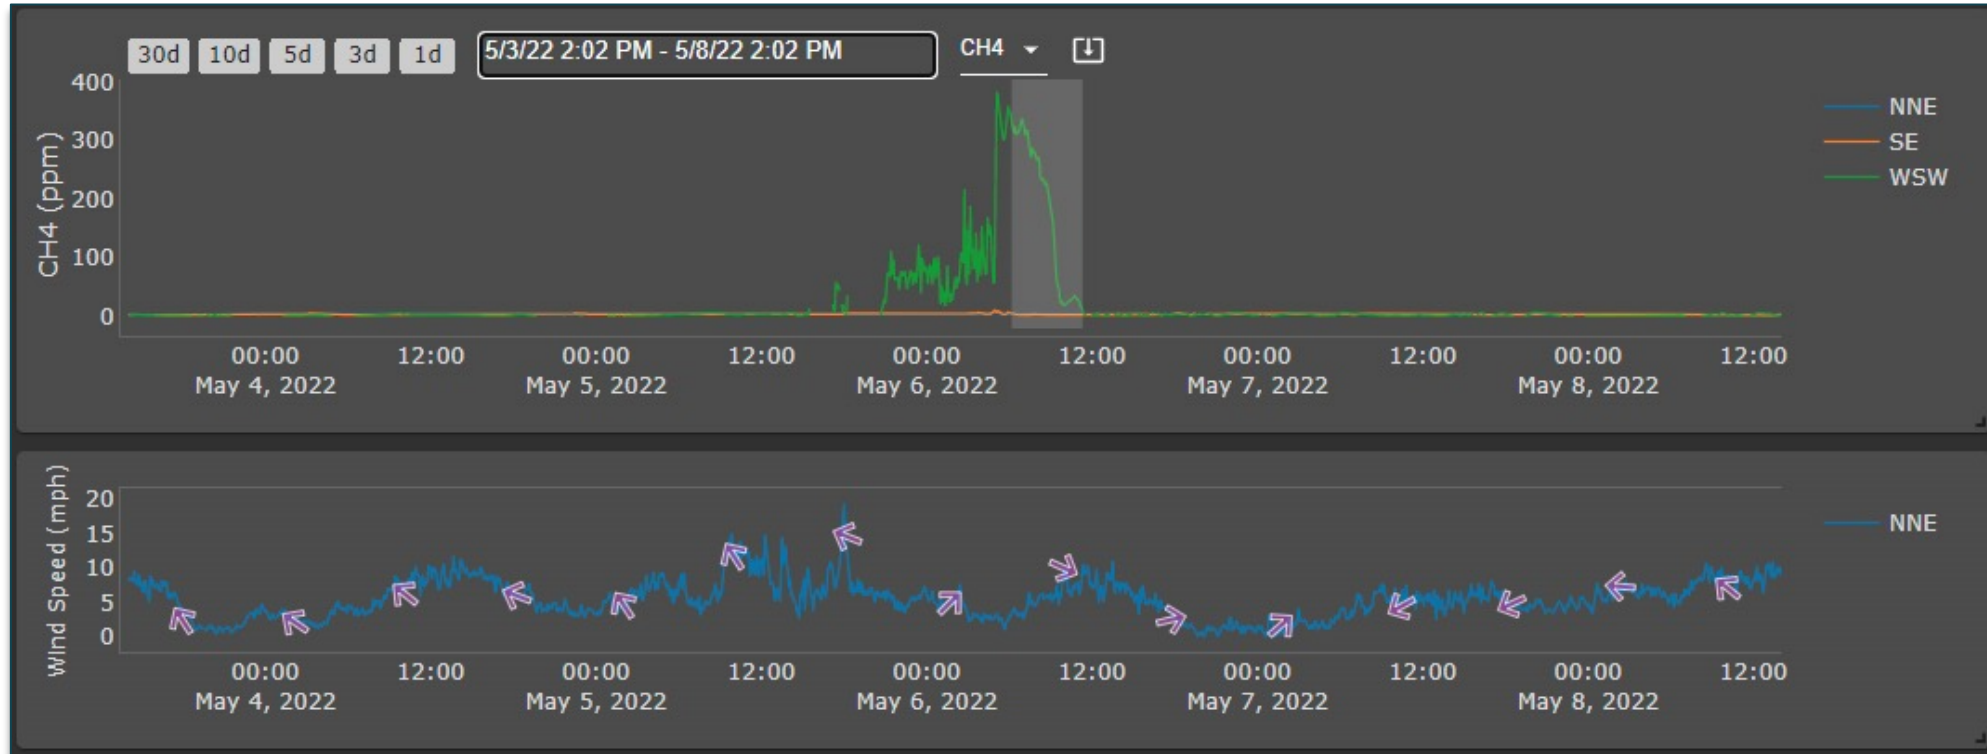 30d 10d 5d 3d 1d 5/3/22 2:02 PM - 5/8/22 2:02 PM CH4
CH4 (ppm)
400
300
200
100
0
00:00 12:00 00:00 12:00 00:00 12:00 00:00 12:00 00:00 12:00
May 4, 2022 May 5, 2022 May 6, 2022 May 7, 2022 May 8, 2022
NNE
SE
WSW
Wind Speed (mph)
20
15
10
5
0
00:00 12:00 00:00 12:00 00:00 12:00 00:00 12:00 00:00 12:00
May 4, 2022 May 5, 2022 May 6, 2022 May 7, 2022 May 8, 2022
NNE